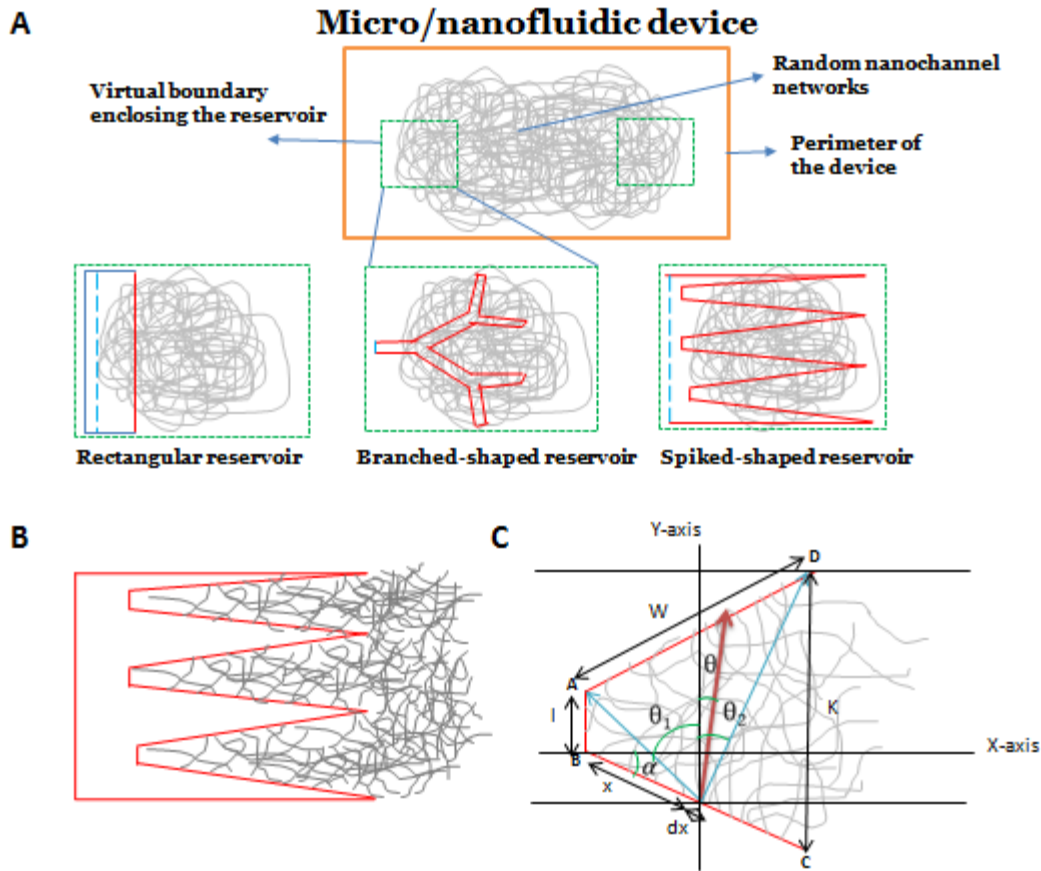 A
Micro/nanofluidic device
Virtual boundary
enclosing the reservoir
Random nanochannel
networks
Perimeter of
the device
Rectangular reservoir
Branched-shaped reservoir
Spiked-shaped reservoir
B
C
Y-axis
D
W
θ
A
θ1
θ2
K
l
X-axis
B
α
x
dx
C